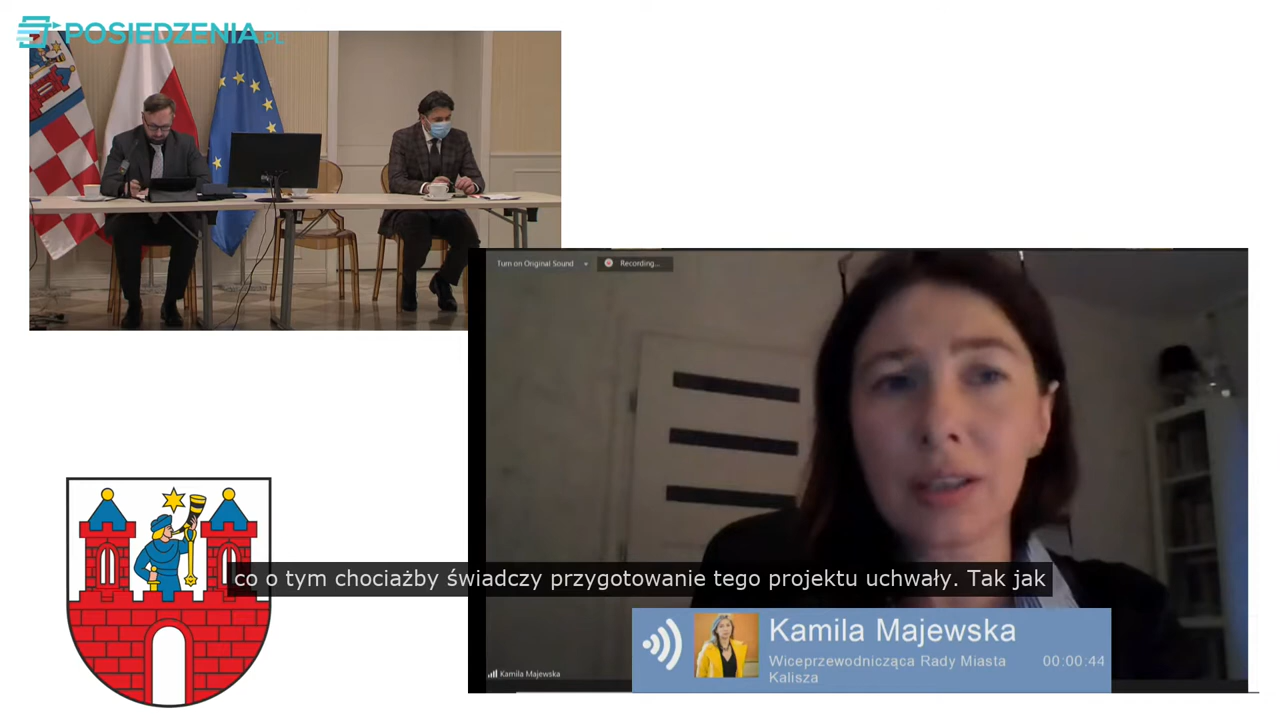 POSIEDZENIA.PL
Turn on Original Sound
Recording...
co o tym chociażby świadczy przygotowanie tego projektu uchwały. Tak jak
Kamila Majewska
Wiceprzewodnicząca Rady Miasta
Kalisza
00:00:44
Kamila Majewska